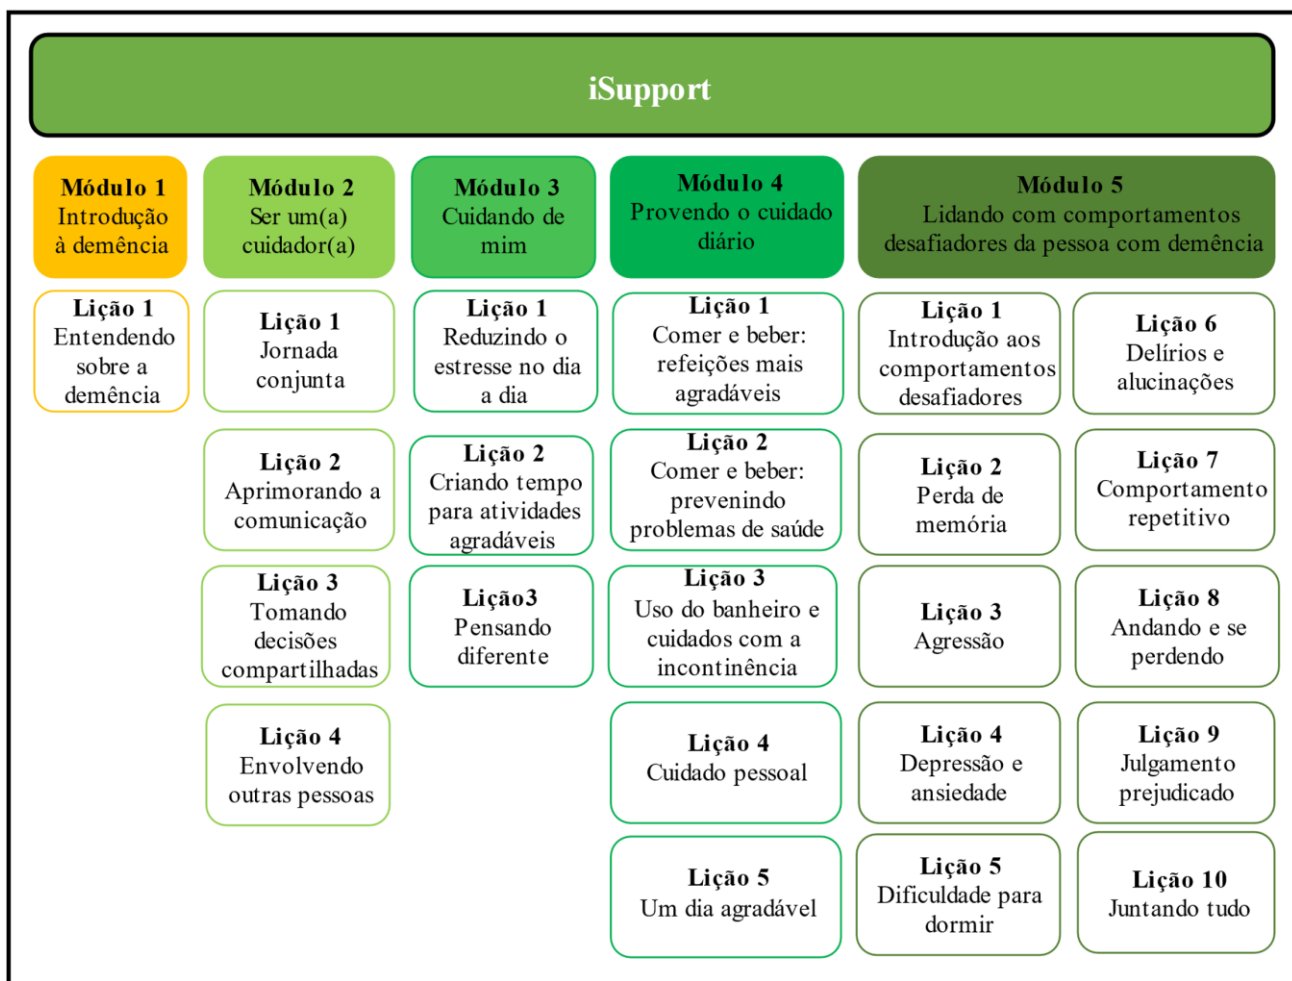 iSupport
Módulo 1
Introdução
à demência
Lição 1
Entendendo
sobre a
demência
Módulo 2
Ser um(a)
cuidador(a)
Lição 1
Jornada
conjunta
Lição 2
Aprimorando a
comunicação
Lição 3
Tomando
decisões
compartilhadas
Lição 4
Envolvendo
outras pessoas
Módulo 3
Cuidando de
mim
Lição 1
Reduzindo o
estresse no dia
a dia
Lição 2
Criando tempo
para atividades
agradáveis
Lição3
Pensando
diferente
Módulo 4
Provendo o cuidado
diário
Lição 1
Comer e beber:
refeições mais
agradáveis
Lição 2
Comer e beber:
prevenindo
problemas de saúde
Lição 3
Uso do banheiro e
cuidados com a
incontinência
Lição 4
Cuidado pessoal
Lição 5
Um dia agradável
Módulo 5
Lidando com comportamentos
desafiadores da pessoa com demência
Lição 1
Introdução aos
comportamentos
desafiadores
Lição 2
Perda de
memória
Lição 3
Agressão
Lição 4
Depressão e
ansiedade
Lição 5
Dificuldade para
dormir
Lição 6
Delírios e
alucinações
Lição 7
Comportamento
repetitivo
Lição 8
Andando e se
perdendo
Lição 9
Julgamento
prejudicado
Lição 10
Juntando tudo